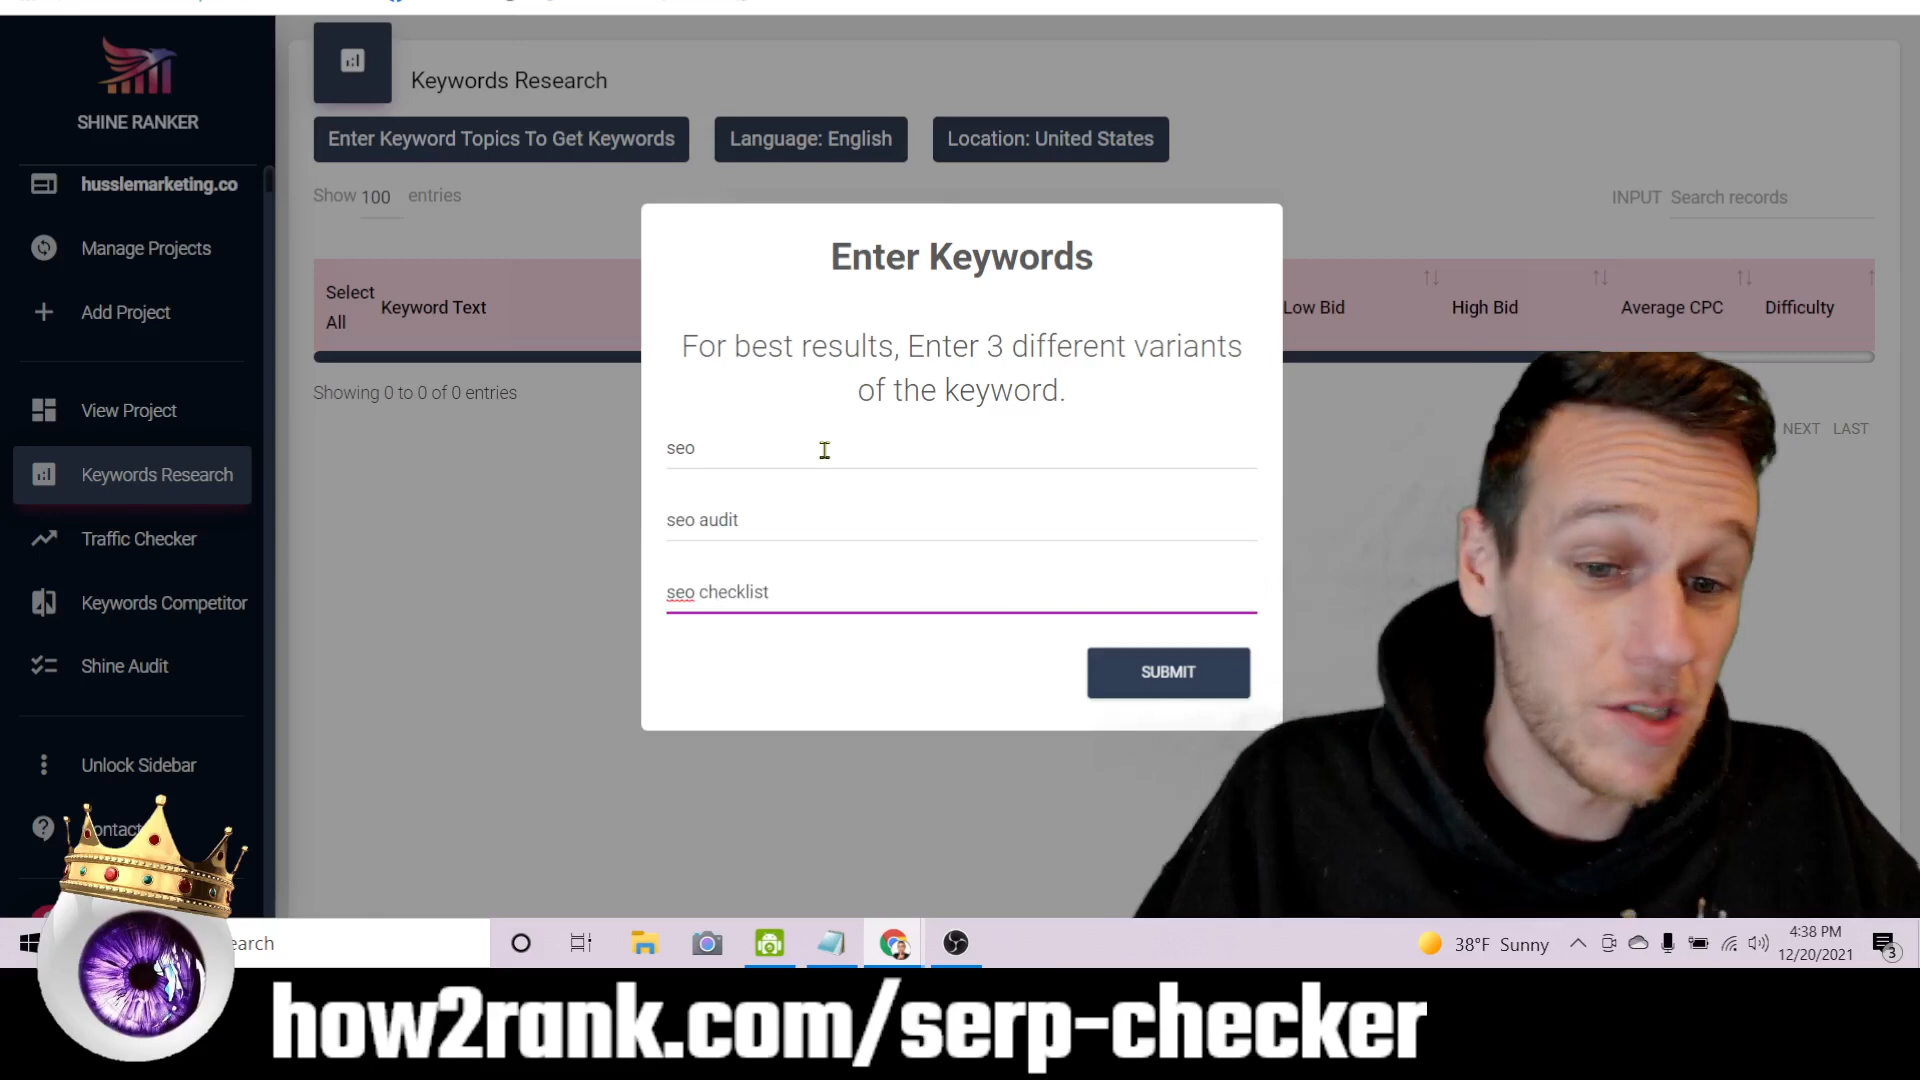 SHINE RANKER
husslemarketing.co
Manage Projects
Add Project
View Project
Keywords Research
Traffic Checker
Keywords Competitor
Shine Audit
Unlock Sidebar
Keywords Research
Enter Keyword Topics To Get Keywords
Language: English
Location: United States
Show 100 entries
INPUT Search records
Select All
Keyword Text
Low Bid
High Bid
Average CPC
Difficulty
Showing 0 to 0 of 0 entries
NEXT LAST
Enter Keywords
For best results, Enter 3 different variants
of the keyword.
seo
seo audit
seo checklist
SUBMIT
38°F Sunny
4:38 PM
12/20/2021
3
how2rank.com/serp-checker